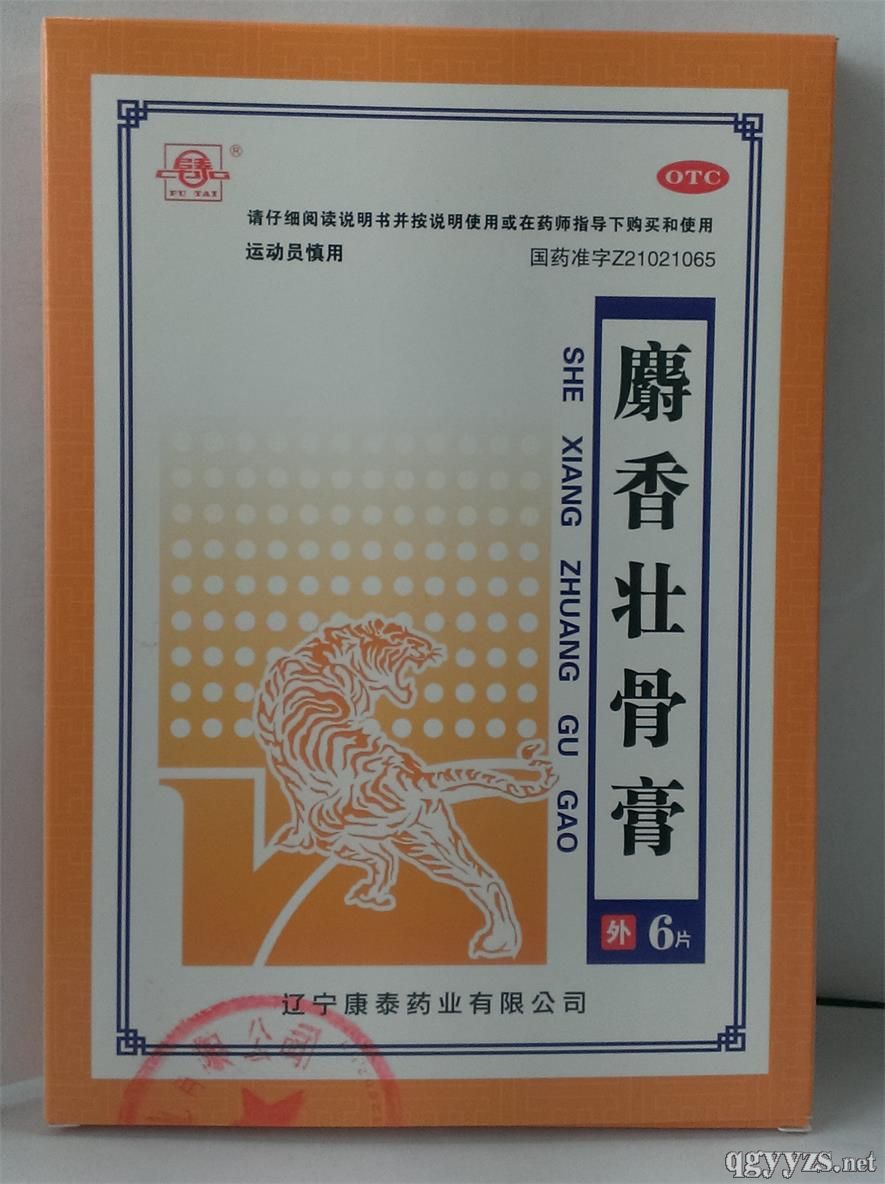 FU TAI
®
OTC
请仔细阅读说明书并按说明使用或在药师指导下购买和使用
运动员慎用
国药准字Z21021065
麝香壮骨膏
SHE XIANG ZHUANG GU GAO
外 6片
辽宁康泰药业有限公司
qgyyzs.net